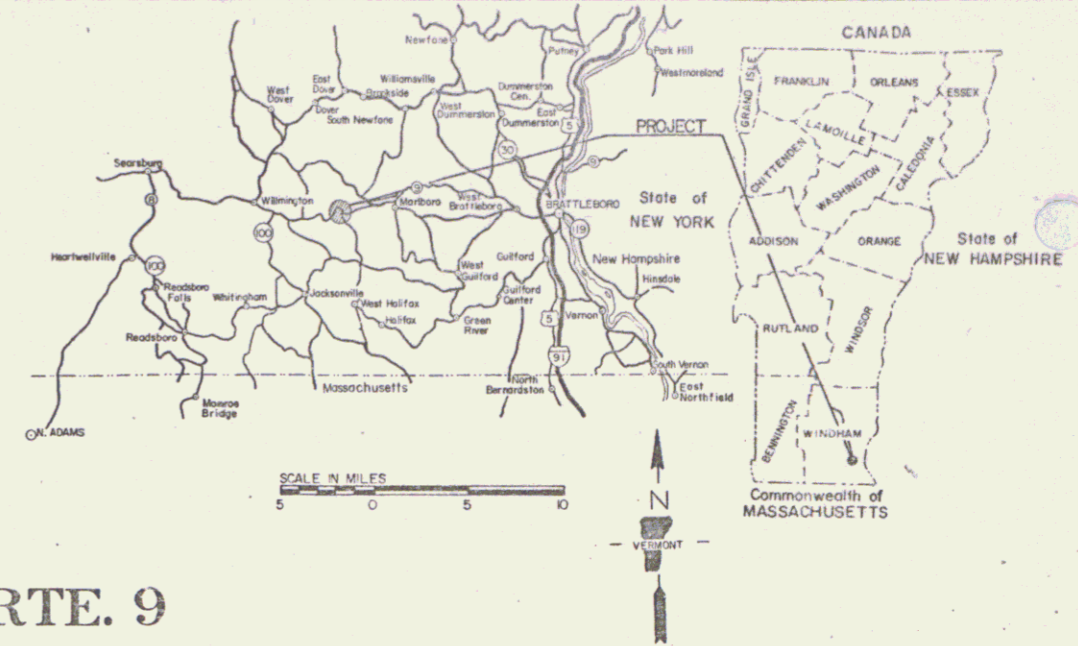 CANADA
GRAND ISLE
FRANKLIN
ORLEANS
ESSEX
LAMOILLE
CHITTENDEN
WASHINGTON
CALEDONIA
ADDISON
ORANGE
State of
NEW YORK
State of
NEW HAMPSHIRE
RUTLAND
WINDSOR
BENNINGTON
WINDHAM
Commonwealth of
MASSACHUSETTS
PROJECT
Newfane
Putney
Park Hill
Westmoreland
West
Dover
East
Dover
Dover
Brookside
Williamsville
South Newfane
West
Dummerston
Dummerston
Cen.
East
Dummerston
5
30
9
9
Searsburg
8
Wilmington
100
Marlboro
West
Brattleboro
BRATTLEBORO
119
Heartwellville
100
Readsboro
Falls
Whitingham
Jacksonville
West Halifax
Halifax
West
Guilford
Guilford
Guilford
Center
Green
River
New Hampshire
Hinsdale
Vernon
5
91
Readsboro
South Vernon
Massachusetts
North
Bernardston
East
Northfield
Monroe
Bridge
N. ADAMS
SCALE IN MILES
5 0 5 10
N
VERMONT
RTE. 9